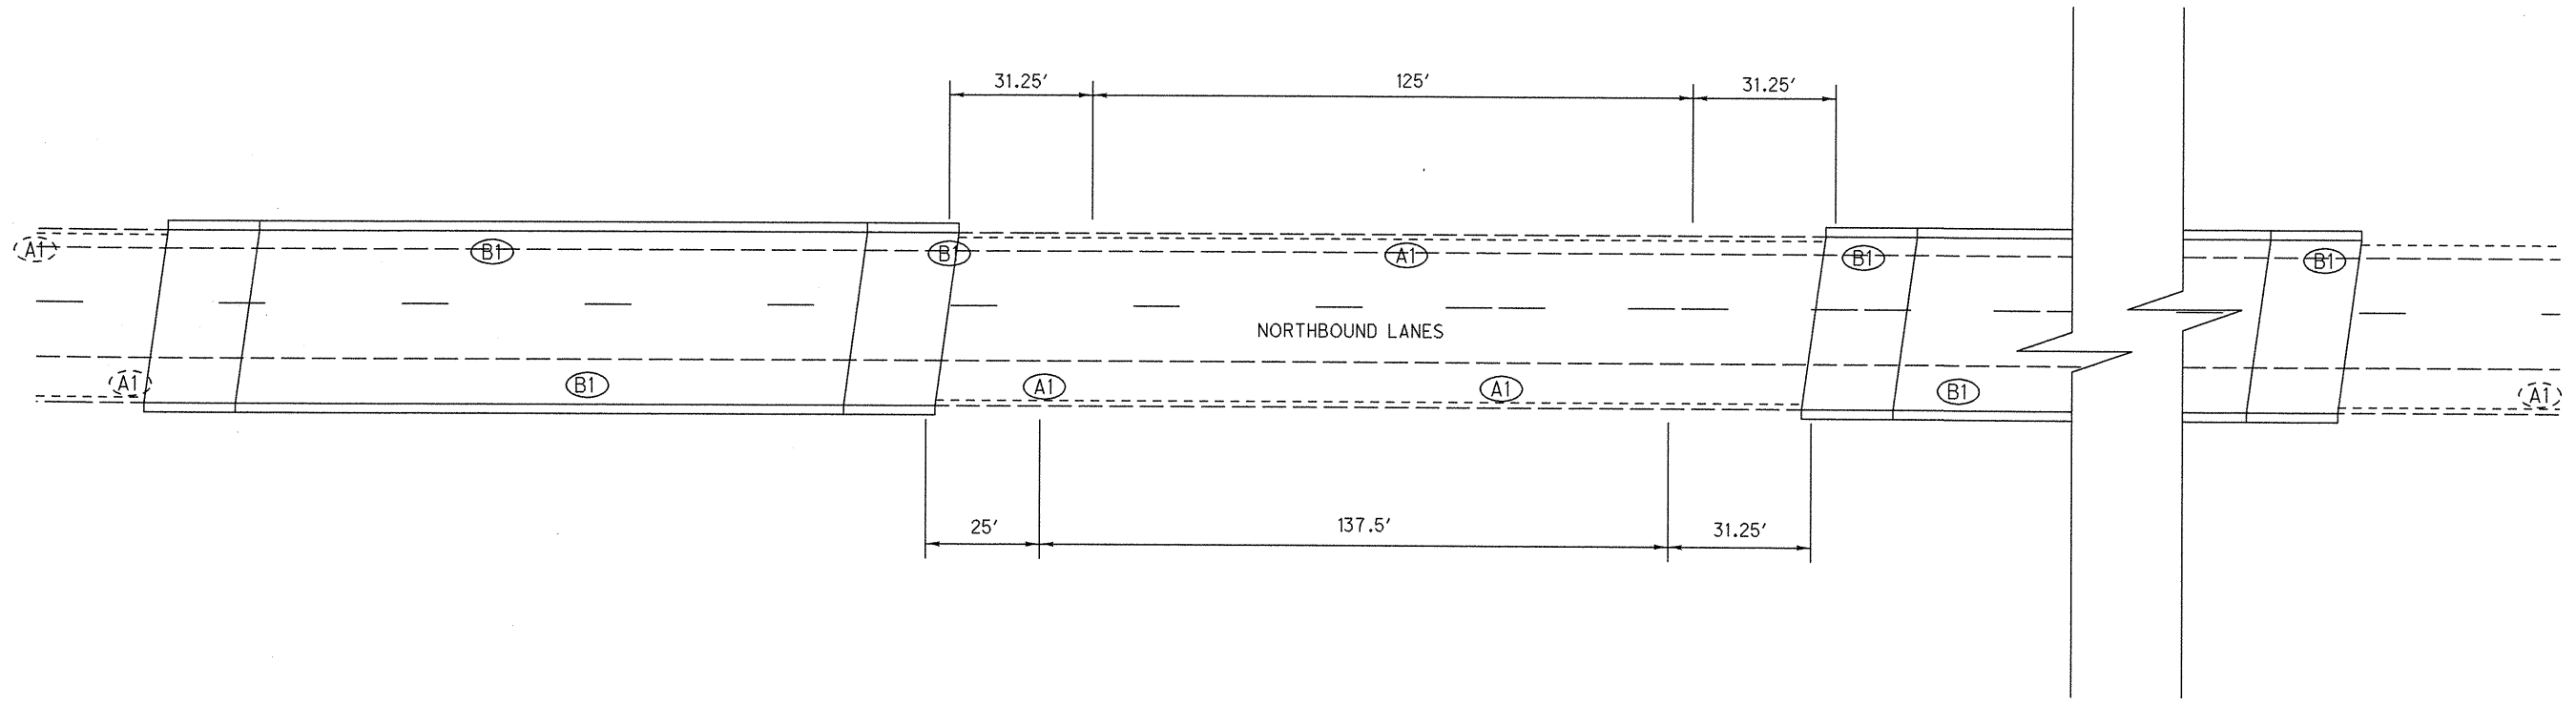 31.25' 125' 31.25'
A1 B1 B1 A1 B1 B1
NORTHBOUND LANES
A1 B1 A1 A1 B1 A1
25' 137.5' 31.25'